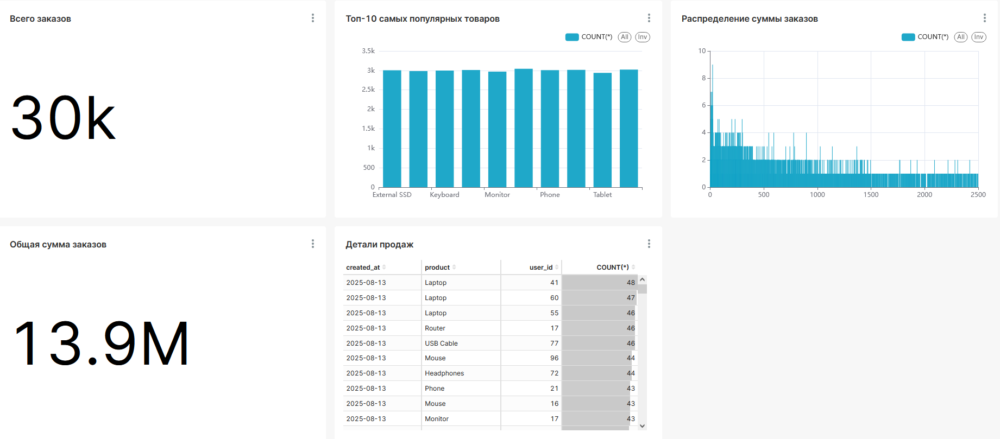 Всего заказов
30k
Топ-10 самых популярных товаров
COUNT(*) All Inv
3.5k
3k
2.5k
2k
1.5k
1k
500
0
External SSD Keyboard Monitor Phone Tablet
Распределение суммы заказов
COUNT(*) All Inv
10
8
6
4
2
0
0 500 1000 1500 2000 2500
Общая сумма заказов
13.9M
Детали продаж
created_at product user_id COUNT(*)
2025-08-13 Laptop 41 48
2025-08-13 Laptop 60 47
2025-08-13 Laptop 55 46
2025-08-13 Router 17 46
2025-08-13 USB Cable 77 46
2025-08-13 Mouse 96 44
2025-08-13 Headphones 72 44
2025-08-13 Phone 21 43
2025-08-13 Mouse 16 43
2025-08-13 Monitor 17 43